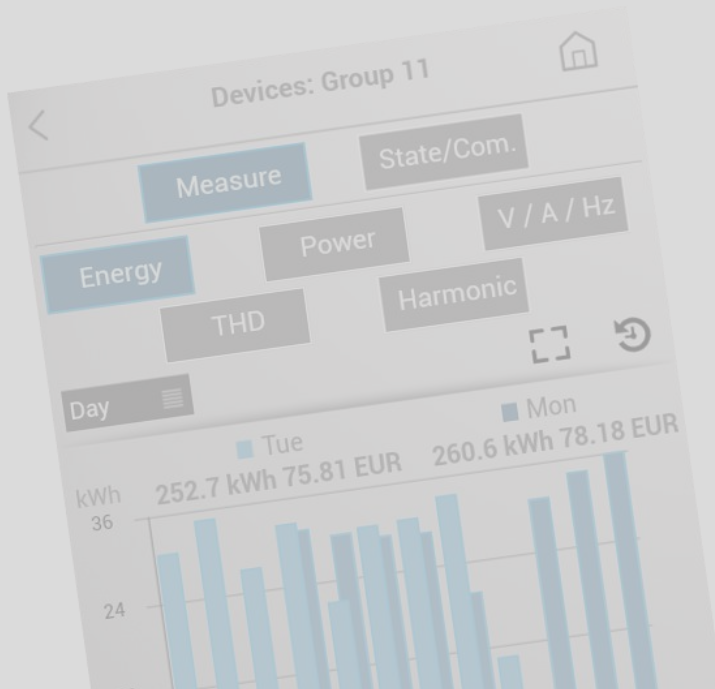 Devices: Group 11
Measure
State/Com.
Energy
Power
V / A / Hz
THD
Harmonic
Day
Tue
252.7 kWh 75.81 EUR
Mon
260.6 kWh 78.18 EUR
kWh
36
24